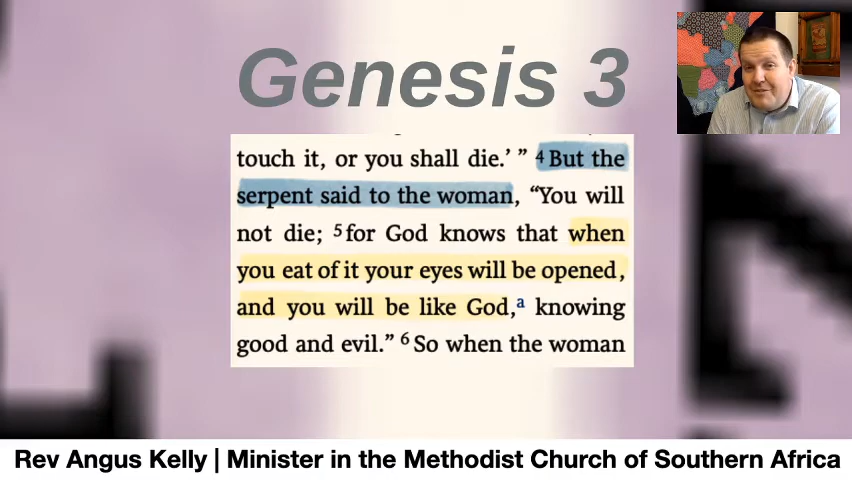 Genesis 3
touch it, or you shall die.’ ” 4 But the
serpent said to the woman, “You will
not die; 5 for God knows that when
you eat of it your eyes will be opened,
and you will be like God,a knowing
good and evil.” 6 So when the woman
Rev Angus Kelly | Minister in the Methodist Church of Southern Africa